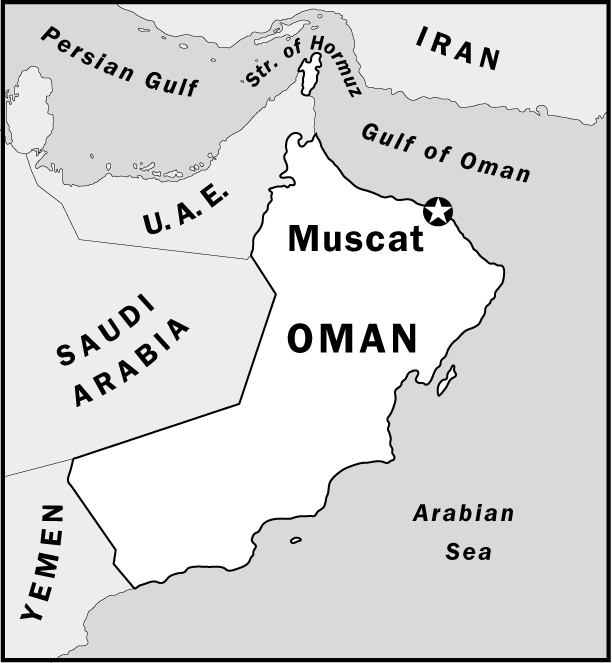 Persian Gulf
Str. of Hormuz
IRAN
Gulf of Oman
U. A. E.
Muscat
OMAN
SAUDI
ARABIA
YEMEN
Arabian
Sea